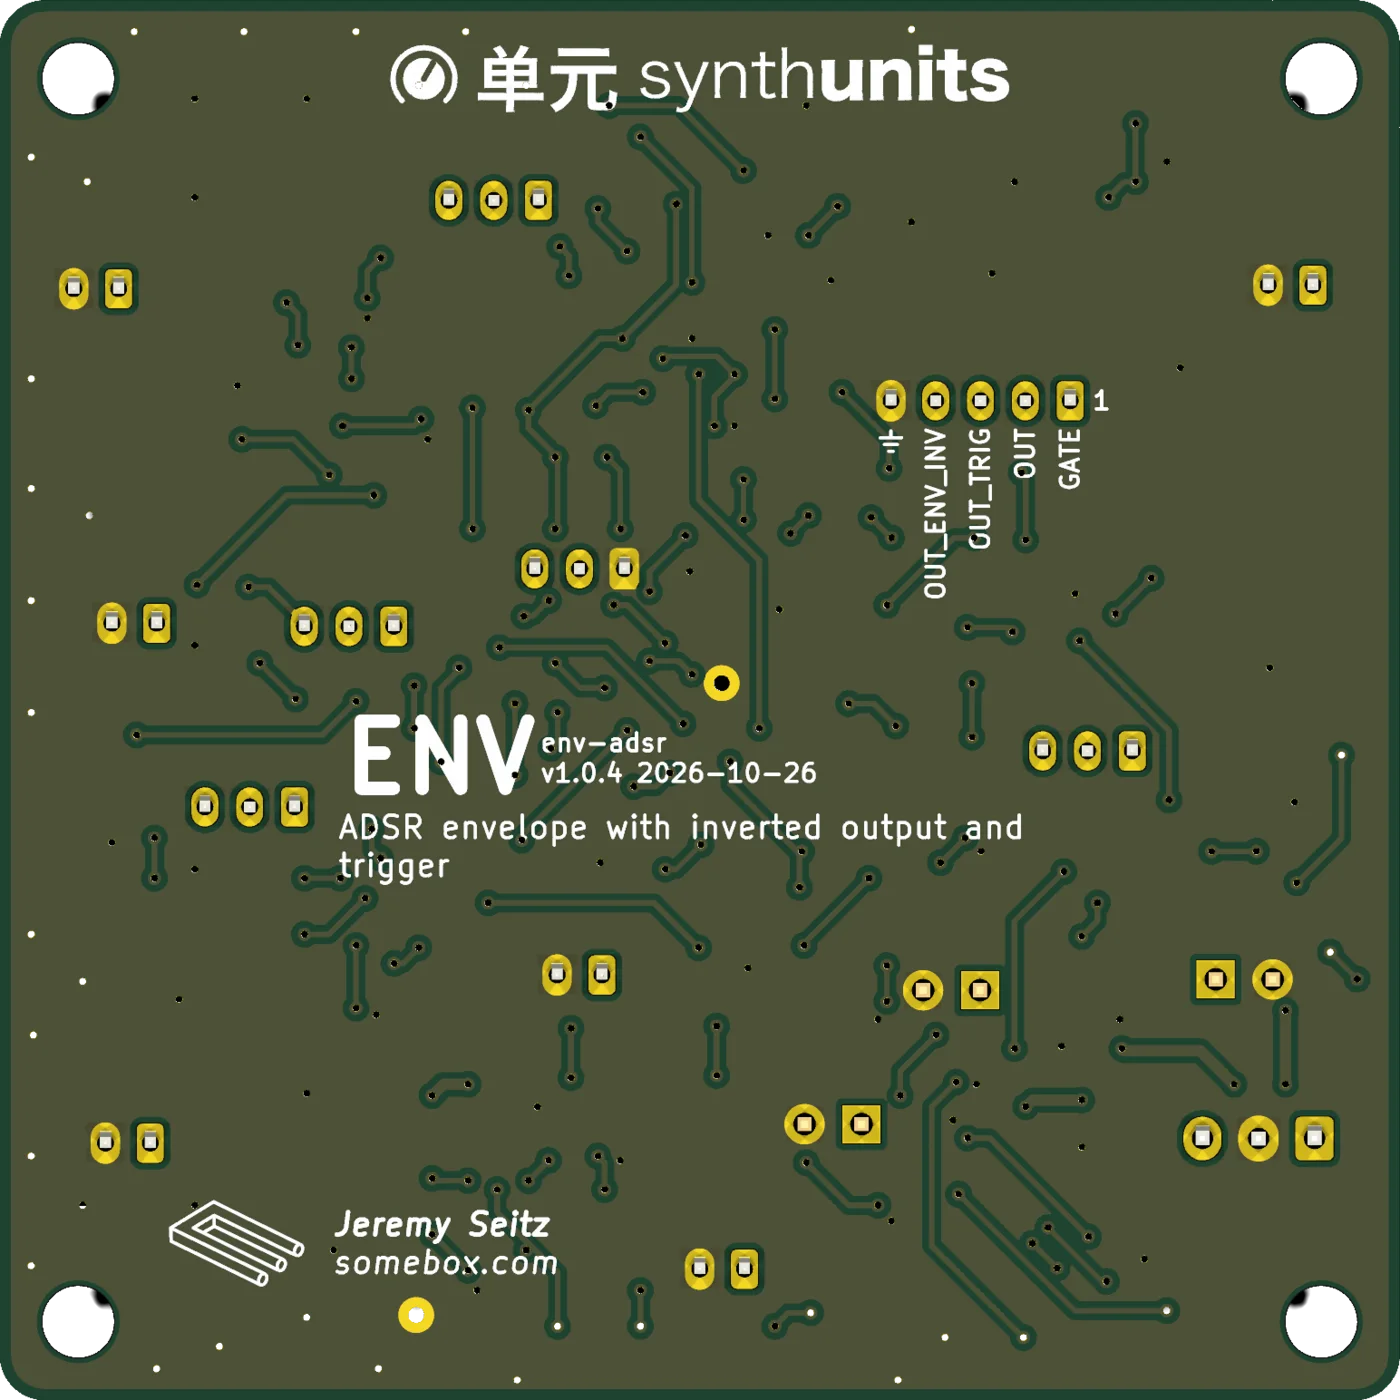 单元 synthunits
1
⏚
OUT_ENV_INV
OUT_TRIG
OUT
GATE
ENV
env-adsr
v1.0.4 2026-10-26
ADSR envelope with inverted output and
trigger
Jeremy Seitz
somebox.com